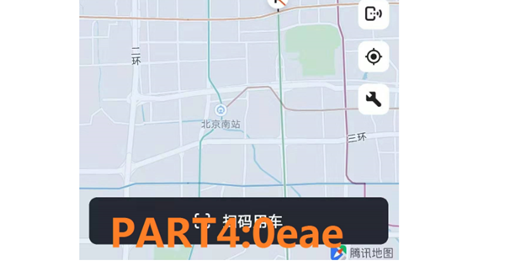 二环
北京南站
三环
扫码用车
PART4:0eae
腾讯地图